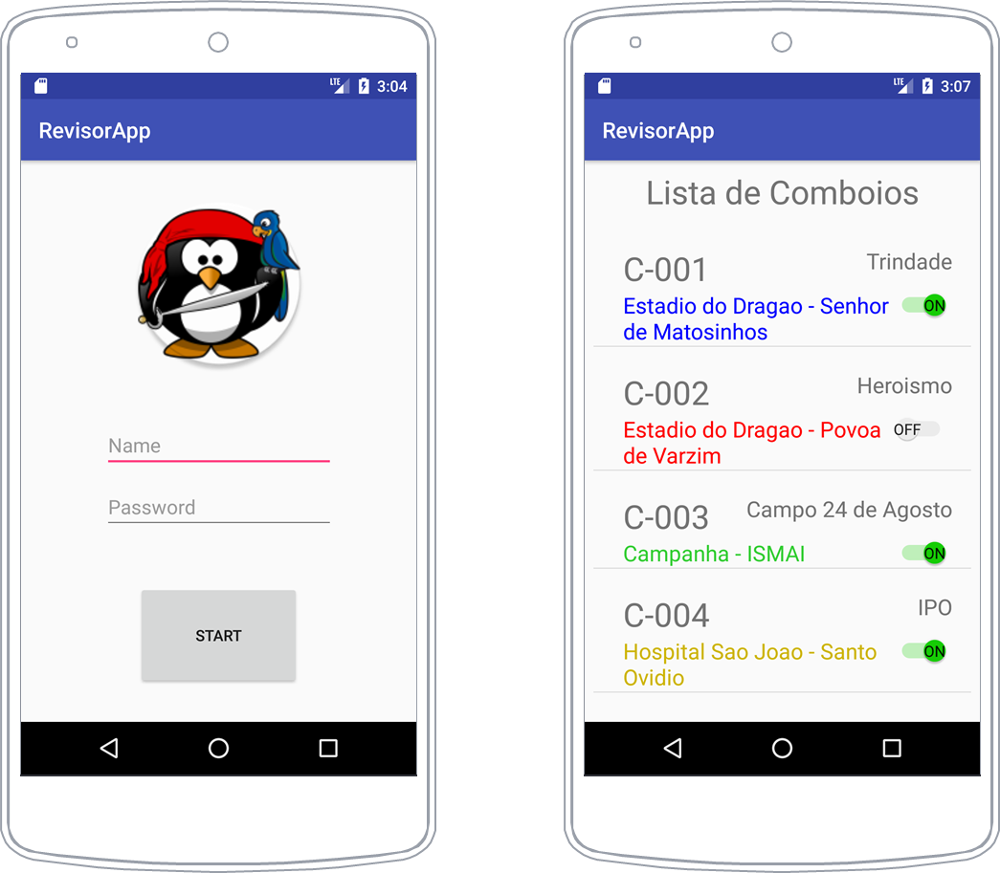 LTE 3:04
RevisorApp
Name
Password
START
LTE 3:07
RevisorApp
Lista de Comboios
C-001 Trindade
Estadio do Dragao - Senhor ON
de Matosinhos
C-002 Heroismo
Estadio do Dragao - Povoa OFF
de Varzim
C-003 Campo 24 de Agosto
Campanha - ISMAI ON
C-004 IPO
Hospital Sao Joao - Santo ON
Ovidio